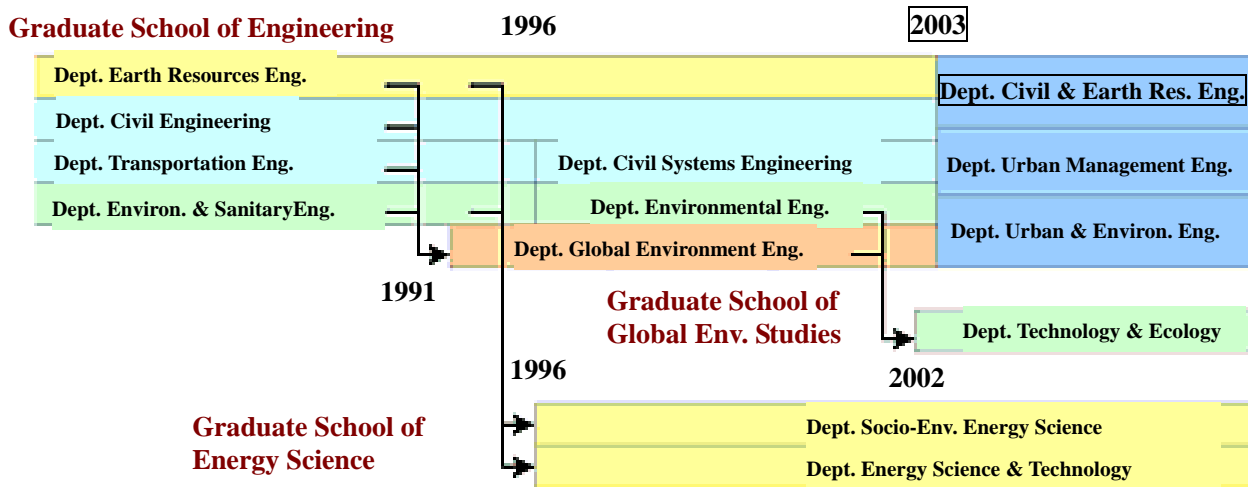 Graduate School of Engineering
1996
2003
Dept. Earth Resources Eng.
Dept. Civil & Earth Res. Eng.
Dept. Civil Engineering
Dept. Transportation Eng.
Dept. Civil Systems Engineering
Dept. Urban Management Eng.
Dept. Environ. & SanitaryEng.
Dept. Environmental Eng.
Dept. Urban & Environ. Eng.
Dept. Global Environment Eng.
1991
Graduate School of
Global Env. Studies
Dept. Technology & Ecology
1996
2002
Graduate School of
Energy Science
Dept. Socio-Env. Energy Science
Dept. Energy Science & Technology